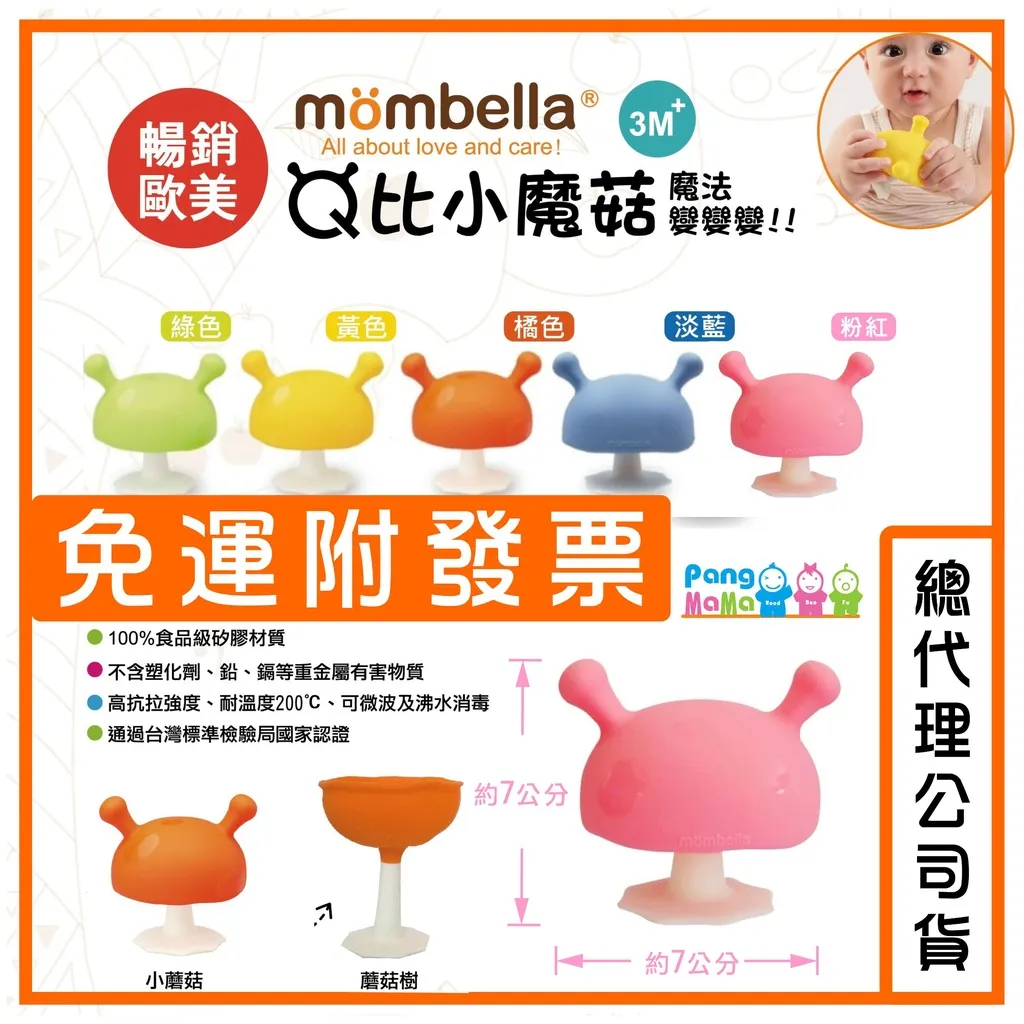 暢銷
歐美
mömbella®
All about love and care!
3M+
Q比小魔菇
魔法
變變變!!
綠色
黃色
橘色
淡藍
粉紅
mombella
免運附發票
Pang
MaMa
Food
Bao
Fa
總代理公司貨
100%食品級矽膠材質
不含塑化劑、鉛、鎘等重金屬有害物質
高抗拉強度、耐溫度200℃、可微波及沸水消毒
通過台灣標準檢驗局國家認證
約7公分
mömbella
約7公分
小蘑菇
蘑菇樹